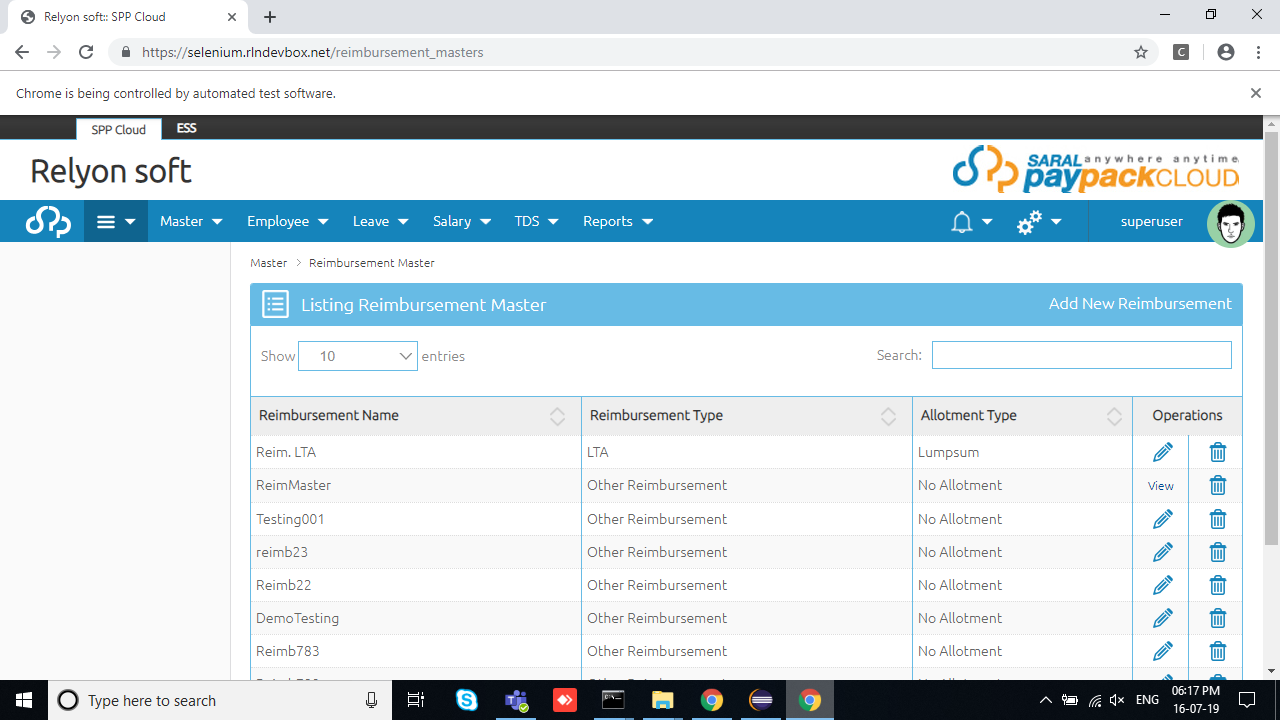 Relyon soft:: SPP Cloud
https://selenium.rlndevbox.net/reimbursement_masters
C
Chrome is being controlled by automated test software.
SPP Cloud ESS
Relyon soft
SARAL anywhere anytime
paypackCLOUD
Master Employee Leave Salary TDS Reports superuser
Master > Reimbursement Master
Listing Reimbursement Master Add New Reimbursement
Show 10 entries Search:
Reimbursement Name Reimbursement Type Allotment Type Operations
Reim. LTA LTA Lumpsum
ReimMaster Other Reimbursement No Allotment View
Testing001 Other Reimbursement No Allotment
reimb23 Other Reimbursement No Allotment
Reimb22 Other Reimbursement No Allotment
DemoTesting Other Reimbursement No Allotment
Reimb783 Other Reimbursement No Allotment
Type here to search
ENG
06:17 PM
16-07-19